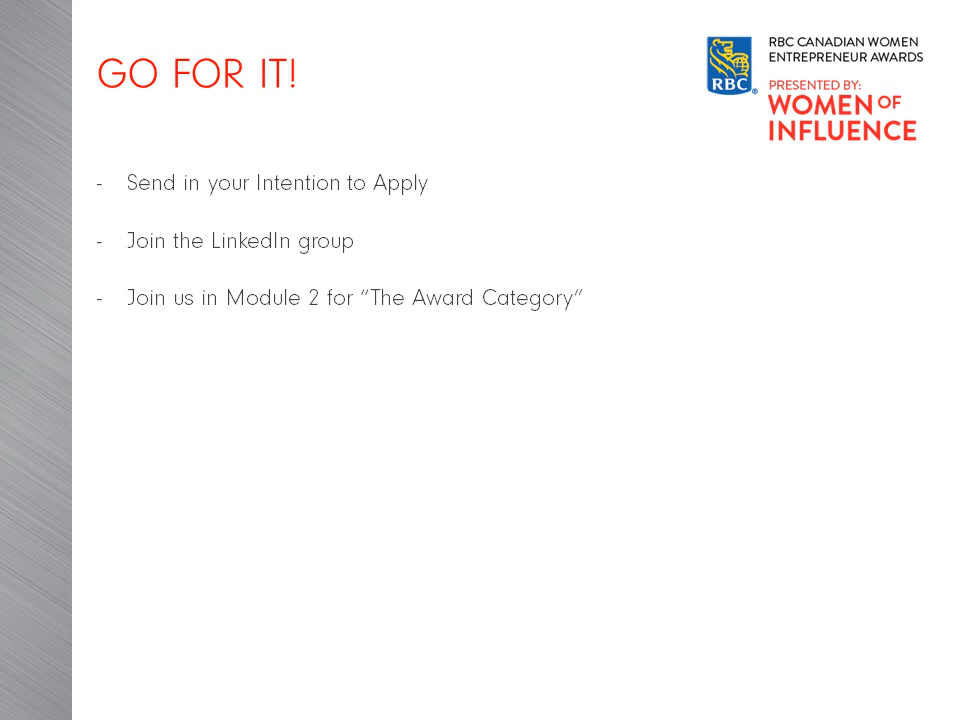 GO FOR IT!
RBC CANADIAN WOMEN
ENTREPRENEUR AWARDS
RBC®
PRESENTED BY:
WOMEN OF
INFLUENCE
- Send in your Intention to Apply
- Join the LinkedIn group
- Join us in Module 2 for "The Award Category"